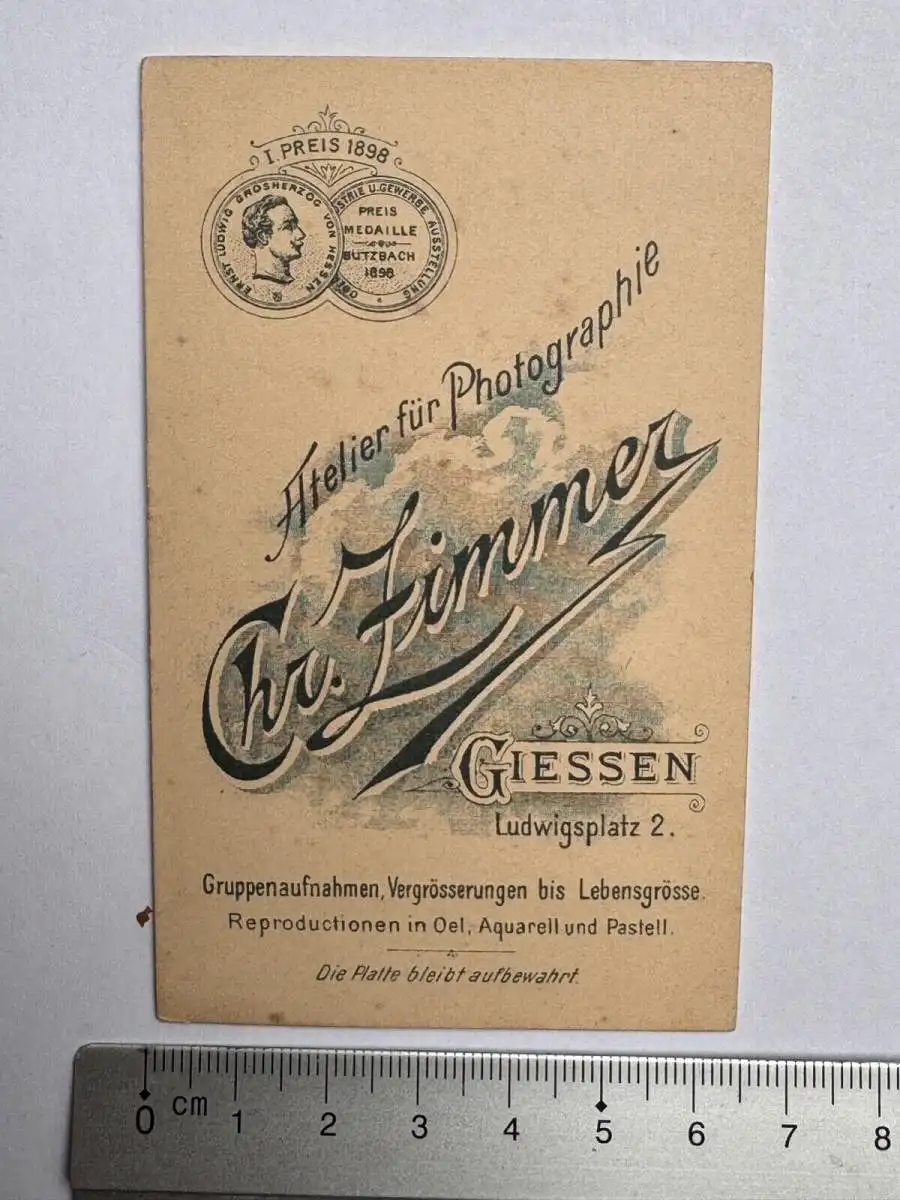 I. PREIS 1898
ERNST LUDWIG GROSHERZOG VON HESSEN
STRIE U. GEWERBE AUSSTELLUNG
PREIS
MEDAILLE
BUTZBACH
1898
Atelier für Photographie
Chr. Zimmer
GIESSEN
Ludwigsplatz 2.
Gruppenaufnahmen, Vergrösserungen bis Lebensgrösse.
Reproductionen in Oel, Aquarell und Pastell.
Die Platte bleibt aufbewahrt.
0 cm 1 2 3 4 5 6 7 8